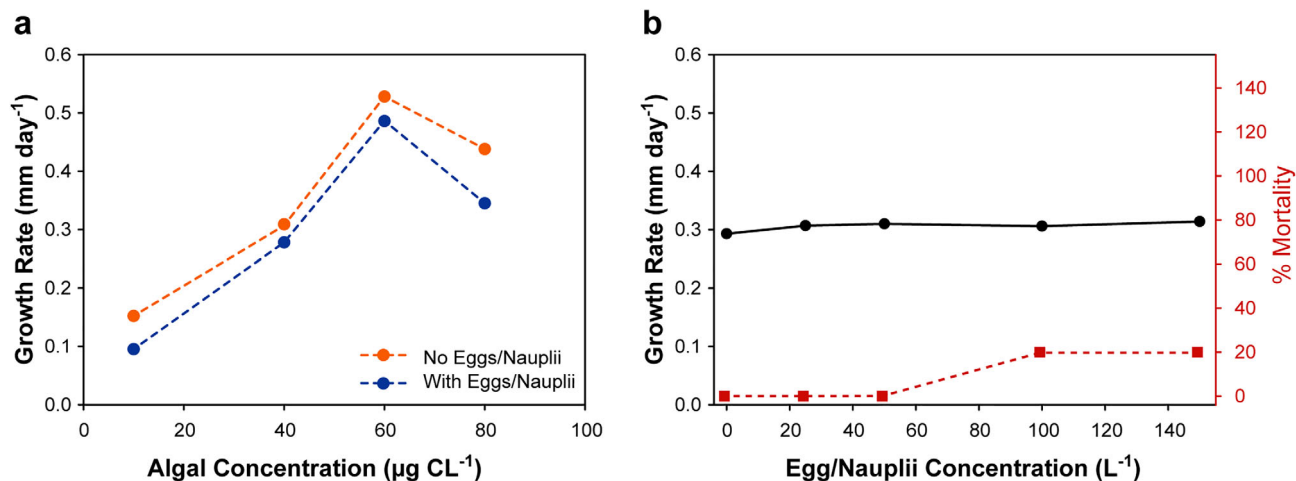 a
Growth Rate (mm day-1)
0.6
0.5
0.4
0.3
0.2
0.1
0.0
0 20 40 60 80 100
Algal Concentration (µg CL-1)
No Eggs/Nauplii
With Eggs/Nauplii
b
Growth Rate (mm day-1)
0.6
0.5
0.4
0.3
0.2
0.1
0.0
0 20 40 60 80 100 120 140
Egg/Nauplii Concentration (L-1)
140
120
100
80
60
40
20
0
% Mortality